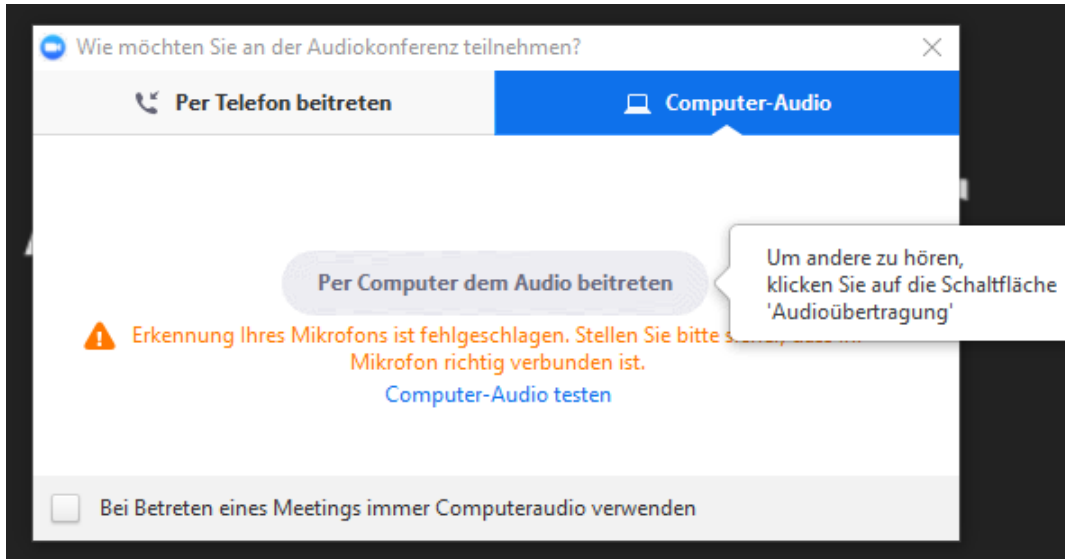 Wie möchten Sie an der Audiokonferenz teilnehmen?
Per Telefon beitreten
Computer-Audio
Per Computer dem Audio beitreten
Um andere zu hören,
klicken Sie auf die Schaltfläche
'Audioübertragung'
Erkennung Ihres Mikrofons ist fehlgeschlagen. Stellen Sie bitte
Mikrofon richtig verbunden ist.
Computer-Audio testen
Bei Betreten eines Meetings immer Computeraudio verwenden